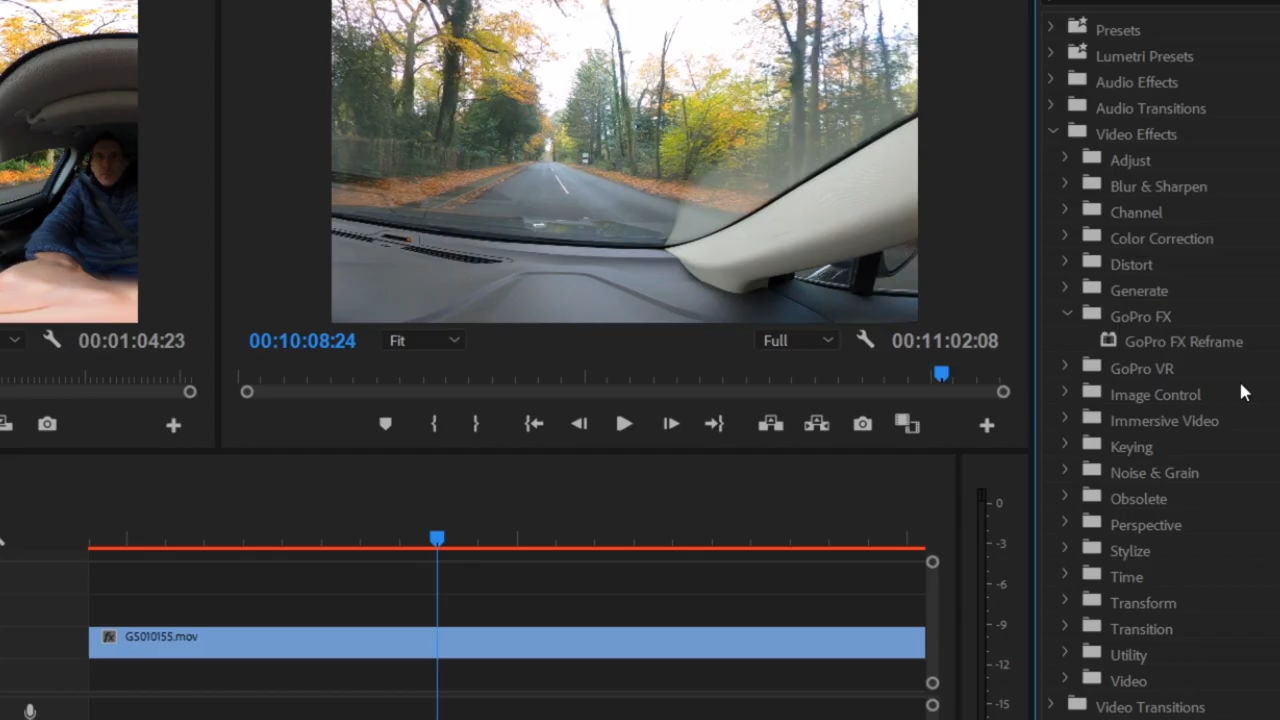 Presets
Lumetri Presets
Audio Effects
Audio Transitions
Video Effects
Adjust
Blur & Sharpen
Channel
Color Correction
Distort
Generate
GoPro FX
GoPro FX Reframe
GoPro VR
Image Control
Immersive Video
Keying
Noise & Grain
Obsolete
Perspective
Stylize
Time
Transform
Transition
Utility
Video
Video Transitions
00:01:04:23
00:10:08:24
Fit
Full
00:11:02:08
fx GS010155.mov
0
-3
-6
-9
-12
-15